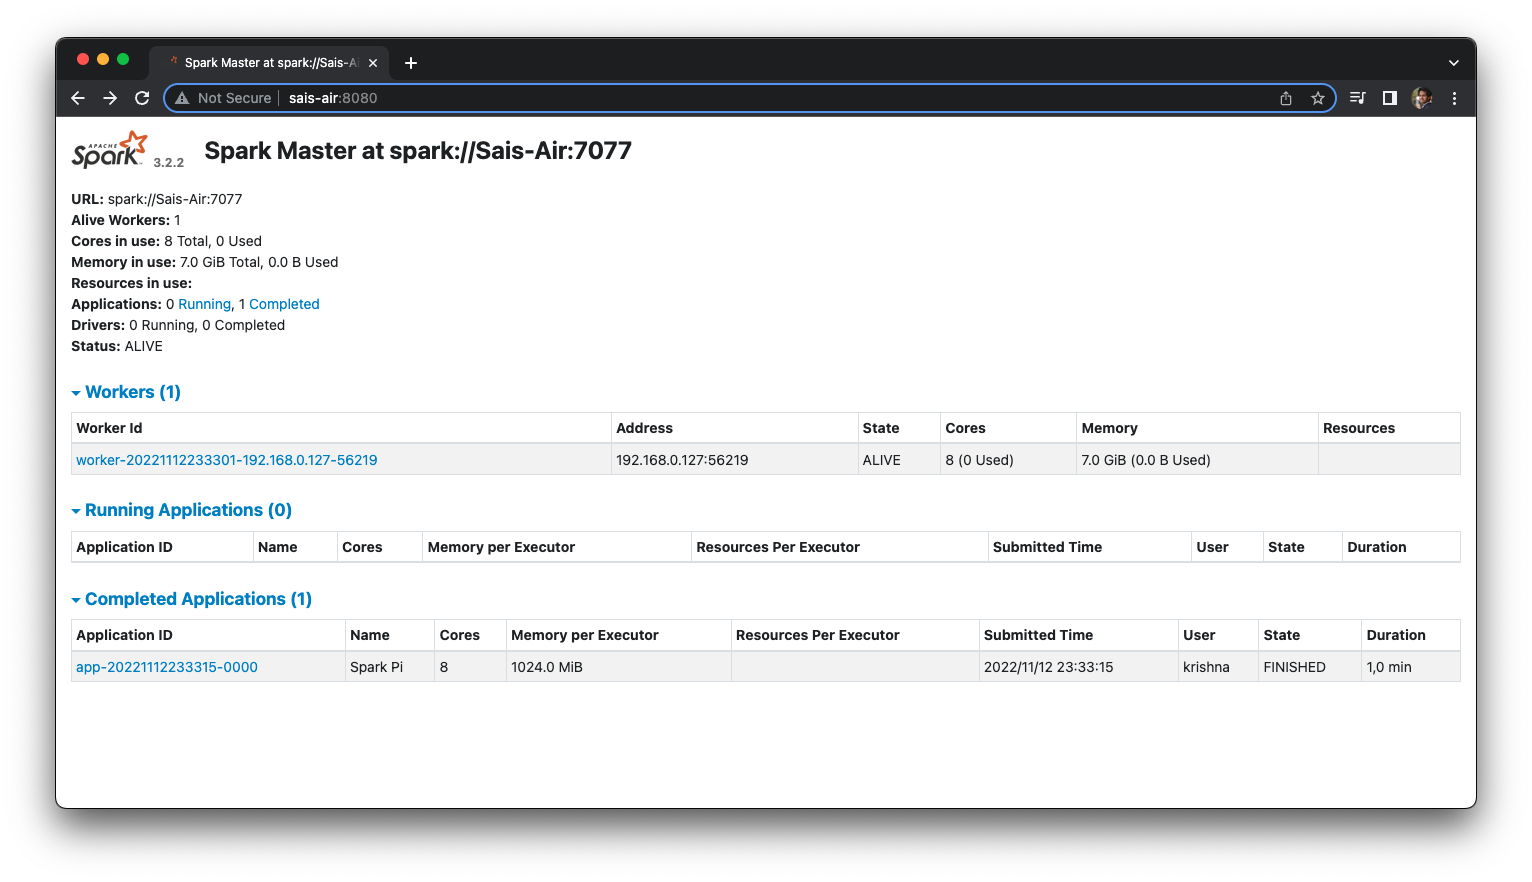 Spark Master at spark://Sais-Ai
Not Secure sais-air:8080
APACHE
Spark 3.2.2 Spark Master at spark://Sais-Air:7077
URL: spark://Sais-Air:7077
Alive Workers: 1
Cores in use: 8 Total, 0 Used
Memory in use: 7.0 GiB Total, 0.0 B Used
Resources in use:
Applications: 0 Running, 1 Completed
Drivers: 0 Running, 0 Completed
Status: ALIVE
Workers (1)
Worker Id Address State Cores Memory Resources
worker-20221112233301-192.168.0.127-56219 192.168.0.127:56219 ALIVE 8 (0 Used) 7.0 GiB (0.0 B Used)
Running Applications (0)
Application ID Name Cores Memory per Executor Resources Per Executor Submitted Time User State Duration
Completed Applications (1)
Application ID Name Cores Memory per Executor Resources Per Executor Submitted Time User State Duration
app-20221112233315-0000 Spark Pi 8 1024.0 MiB 2022/11/12 23:33:15 krishna FINISHED 1,0 min